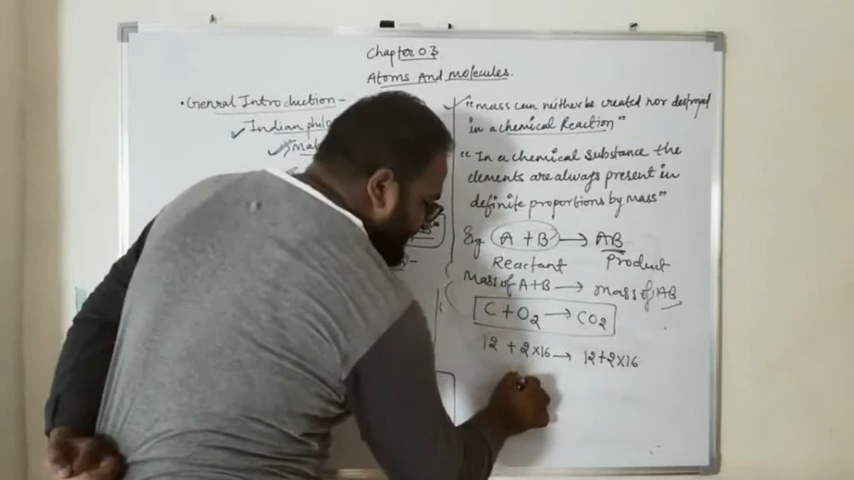 Chapter 03
Atoms And Molecules.
• Genral Introduction -
Indian
"mass can neither be created nor destroyed
in a chemical Reaction"
"In a chemical substance the
elements are always present in
definite proportions by Mass"
Eg A + B → AB
Reactant Product
Mass of A+B → mass of AB
C + O2 → CO2
12 + 2×16 → 12+2×16